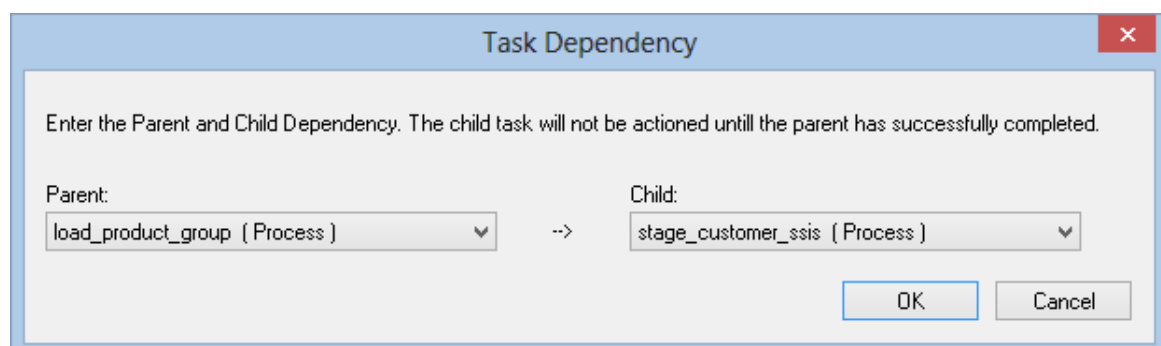 Task Dependency
Enter the Parent and Child Dependency. The child task will not be actioned untill the parent has successfully completed.
Parent:
Child:
load_product_group ( Process )
-->
stage_customer_ssis ( Process )
OK
Cancel